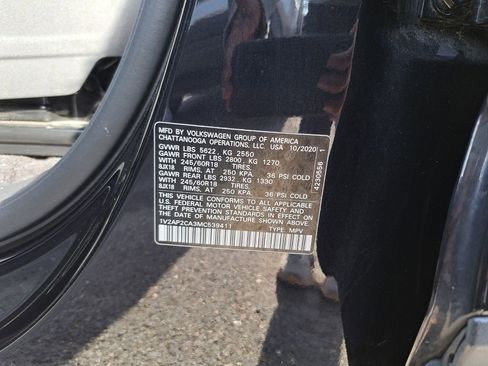 MFD BY VOLKSWAGEN GROUP OF AMERICA
CHATTANOOGA OPERATIONS, LLC. USA 10/2020
GVWR LBS 5622, KG 2550
GAWR FRONT LBS 2800, KG 1270
WITH 245/60R18 TIRES,
8JX18 RIMS, AT 250 KPA, 36 PSI COLD
GAWR REAR LBS 2932, KG 1330
WITH 245/60R18 TIRES,
8JX18 RIMS, AT 250 KPA, 36 PSI COLD
THIS VEHICLE CONFORMS TO ALL APPLICABLE
U.S. FEDERAL MOTOR VEHICLE SAFETY AND
THEFT PREVENTION STANDARDS IN EFFECT
ON THE DATE OF MANUFACTURE SHOWN ABOVE.
1V2AP2CA3MC539411 TYPE: MPV
4230656